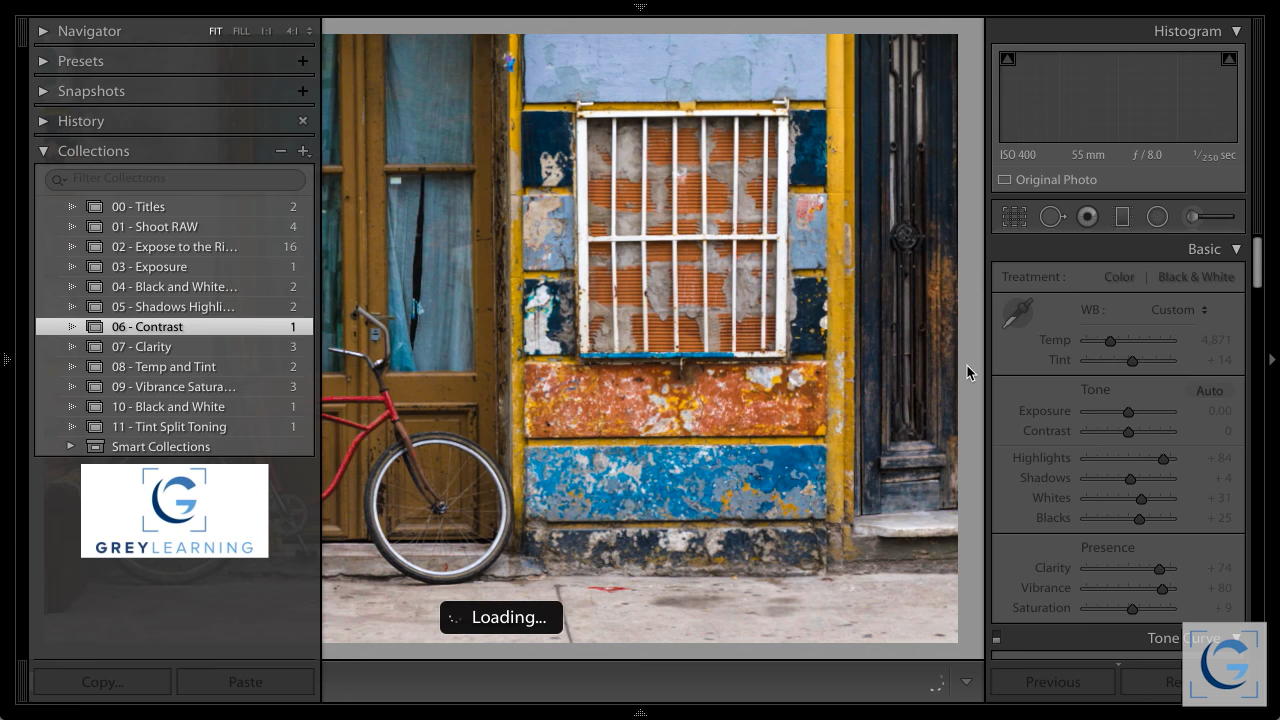 Navigator FIT FILL 1:1 4:1
Presets
Snapshots
History
Collections
Filter Collections
00 - Titles 2
01 - Shoot RAW 4
02 - Expose to the Ri... 16
03 - Exposure 1
04 - Black and White... 2
05 - Shadows Highli... 2
06 - Contrast 1
07 - Clarity 3
08 - Temp and Tint 2
09 - Vibrance Satura... 3
10 - Black and White 1
11 - Tint Split Toning 1
Smart Collections
GREYLEARNING
Copy... Paste
Loading...
Histogram
ISO 400 55 mm ƒ / 8.0 1/250 sec
Original Photo
Basic
Treatment : Color Black & White
WB : Custom
Temp 4,871
Tint + 14
Tone Auto
Exposure 0.00
Contrast 0
Highlights + 84
Shadows + 4
Whites + 31
Blacks + 25
Presence
Clarity + 74
Vibrance + 80
Saturation + 9
Tone Curve
Previous